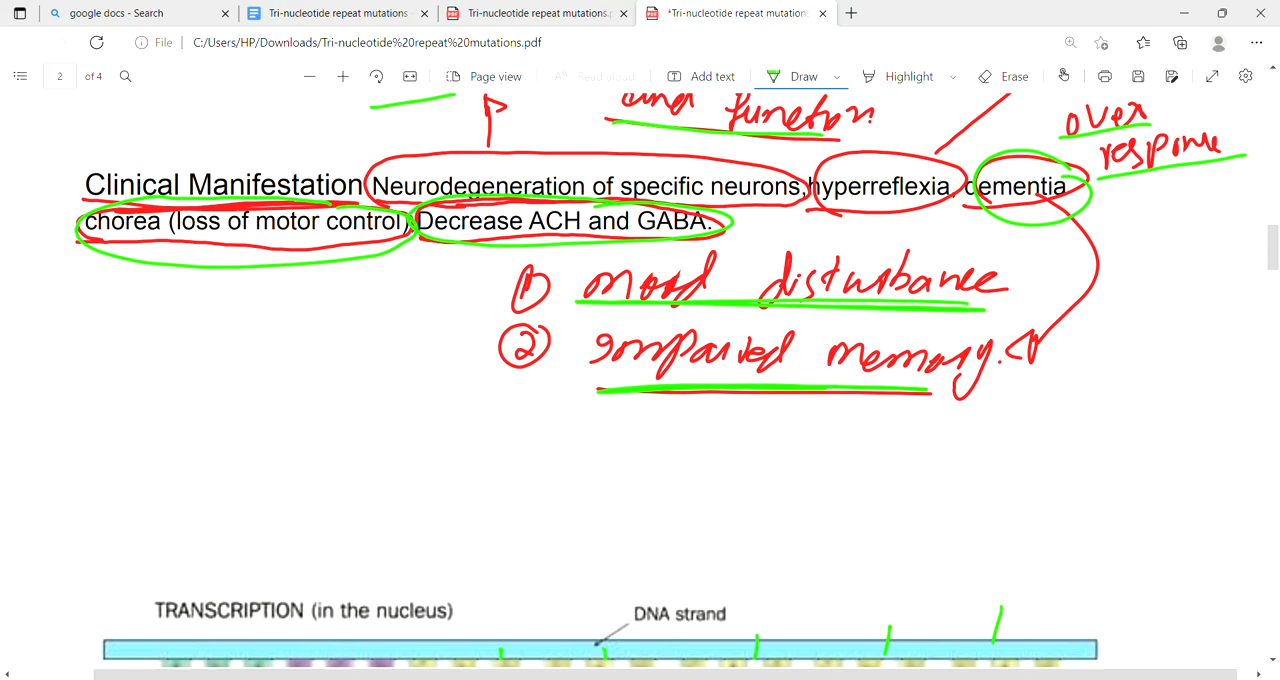 google docs - Search
Tri-nucleotide repeat mutations
Tri-nucleotide repeat mutations.
*Tri-nucleotide repeat mutations
File C:/Users/HP/Downloads/Tri-nucleotide%20repeat%20mutations.pdf
2 of 4 Page view Read aloud Add text Draw Highlight Erase
and function
over
response
Clinical Manifestation Neurodegeneration of specific neurons, hyperreflexia, dementia
chorea (loss of motor control) Decrease ACH and GABA.
1 mood disturbance
2 impaired memory.
TRANSCRIPTION (in the nucleus)
DNA strand